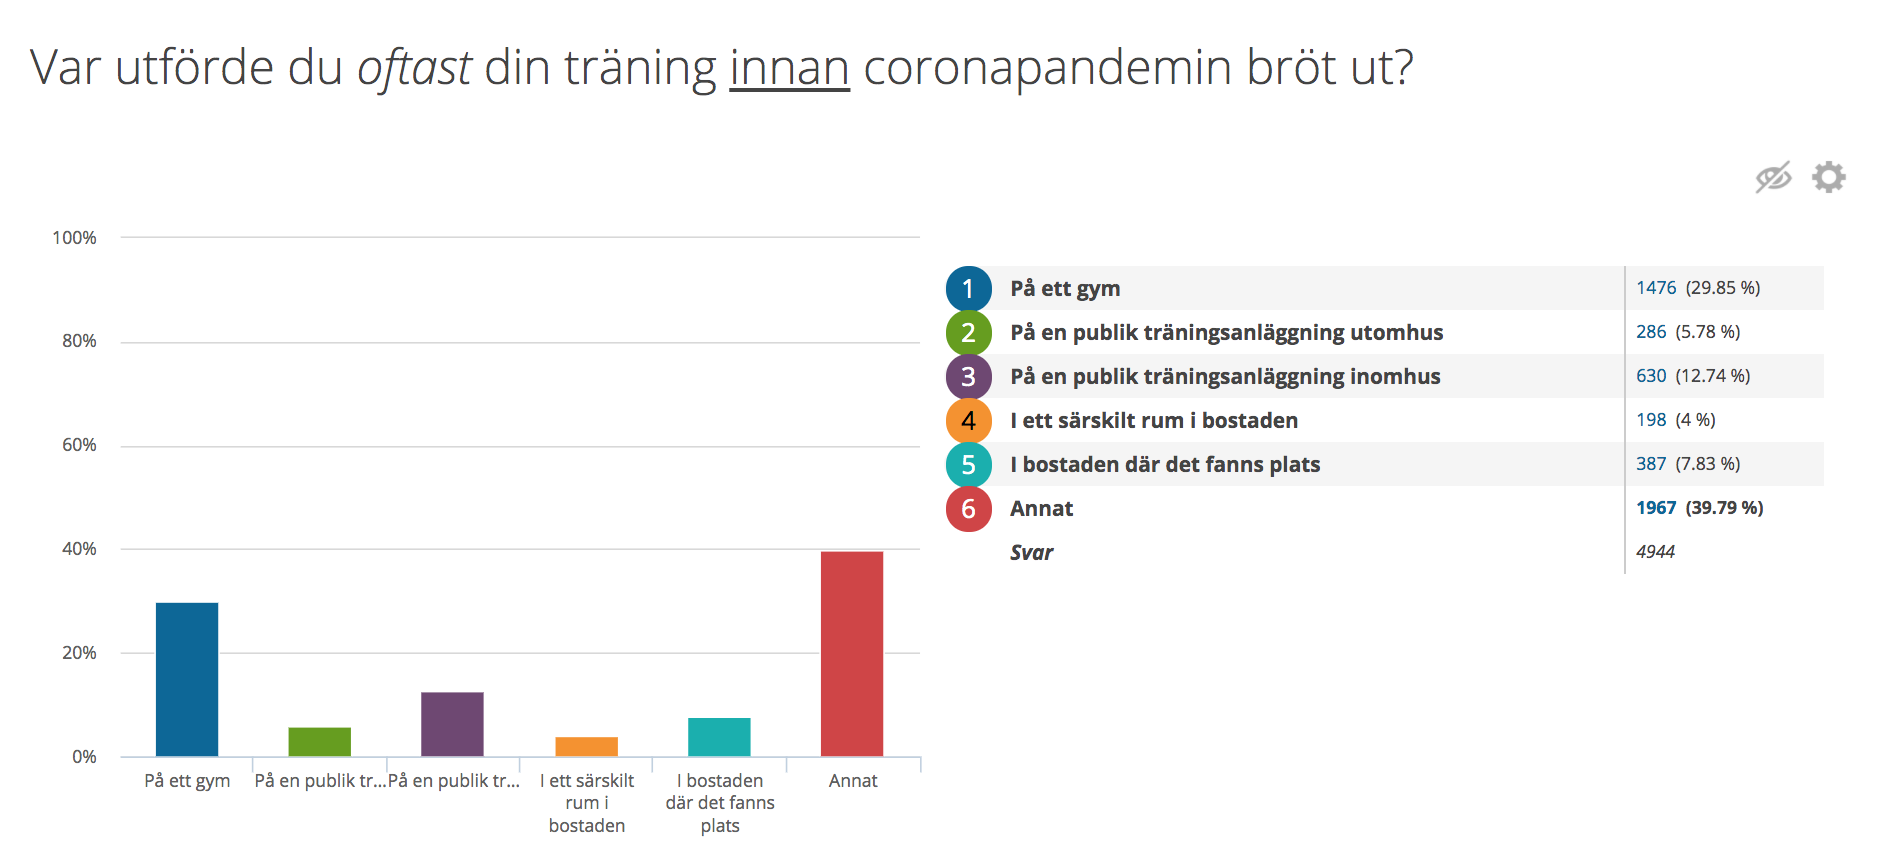 Var utförde du oftast din träning innan coronapandemin bröt ut?
100%
80%
60%
40%
20%
0%
På ett gym
På en publik tr...
På en publik tr...
I ett särskilt
rum i
bostaden
I bostaden
där det fanns
plats
Annat
1 På ett gym 1476 (29.85 %)
2 På en publik träningsanläggning utomhus 286 (5.78 %)
3 På en publik träningsanläggning inomhus 630 (12.74 %)
4 I ett särskilt rum i bostaden 198 (4 %)
5 I bostaden där det fanns plats 387 (7.83 %)
6 Annat 1967 (39.79 %)
Svar 4944